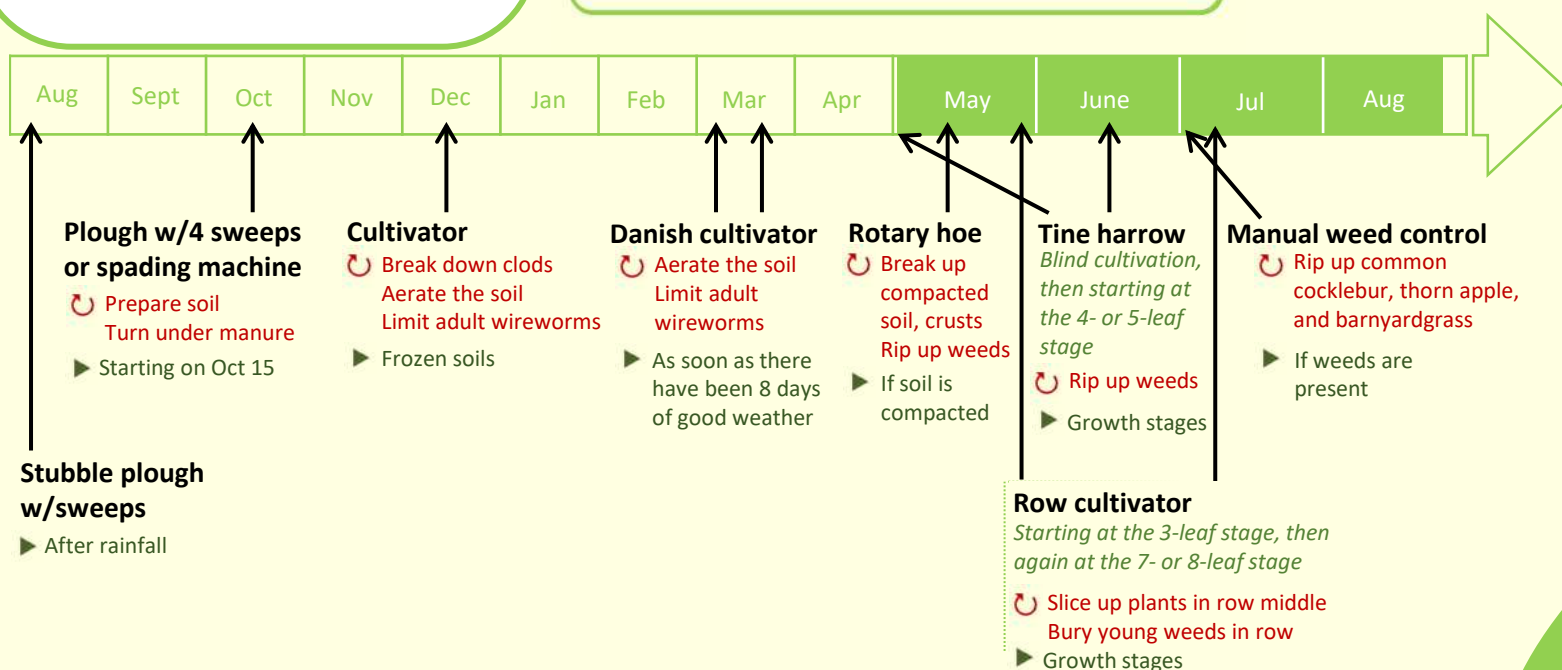 Aug Sept Oct Nov Dec Jan Feb Mar Apr May June Jul Aug
Plough w/4 sweeps
or spading machine
Prepare soil
Turn under manure
Starting on Oct 15
Cultivator
Break down clods
Aerate the soil
Limit adult wireworms
Frozen soils
Danish cultivator
Aerate the soil
Limit adult
wireworms
As soon as there
have been 8 days
of good weather
Rotary hoe
Break up
compacted
soil, crusts
Rip up weeds
If soil is
compacted
Tine harrow
Blind cultivation,
then starting at
the 4- or 5-leaf
stage
Rip up weeds
Growth stages
Manual weed control
Rip up common
cocklebur, thorn apple,
and barnyardgrass
If weeds are
present
Stubble plough
w/sweeps
After rainfall
Row cultivator
Starting at the 3-leaf stage, then
again at the 7- or 8-leaf stage
Slice up plants in row middle
Bury young weeds in row
Growth stages